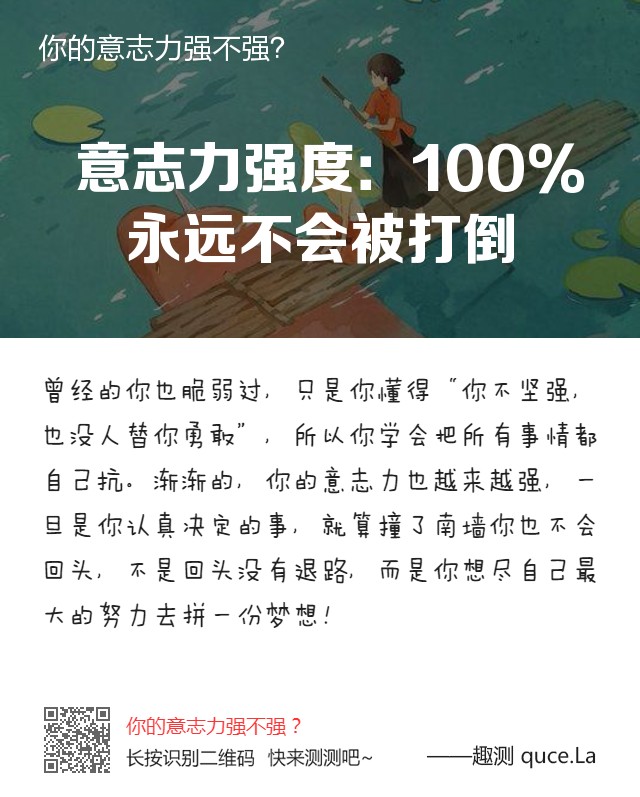 你的意志力强不强？
意志力强度：100%
永远不会被打倒
曾经的你也脆弱过，只是你懂得“你不坚强，
也没人替你勇敢”，所以你学会把所有事情都
自己抗。渐渐的，你的意志力也越来越强，一
旦是你认真决定的事，就算撞了南墙你也不会
回头，不是回头没有退路，而是你想尽自己最
大的努力去拼一份梦想！
你的意志力强不强？
长按识别二维码 快来测测吧~
——趣测 quce.La